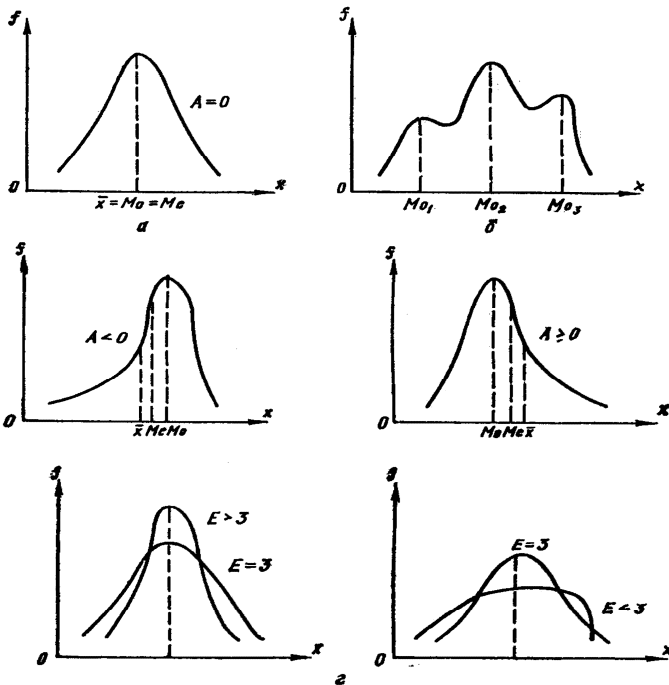 f
f
A=0
0
x
0
x
x̄=Mo=Me
Mo₁
Mo₂
Mo₃
а
б
f
f
A<0
A≥0
0
x
0
x
x̄ Me Mo
Mo Me x̄
f
f
E>3
E=3
E=3
E<3
0
x
0
x
г